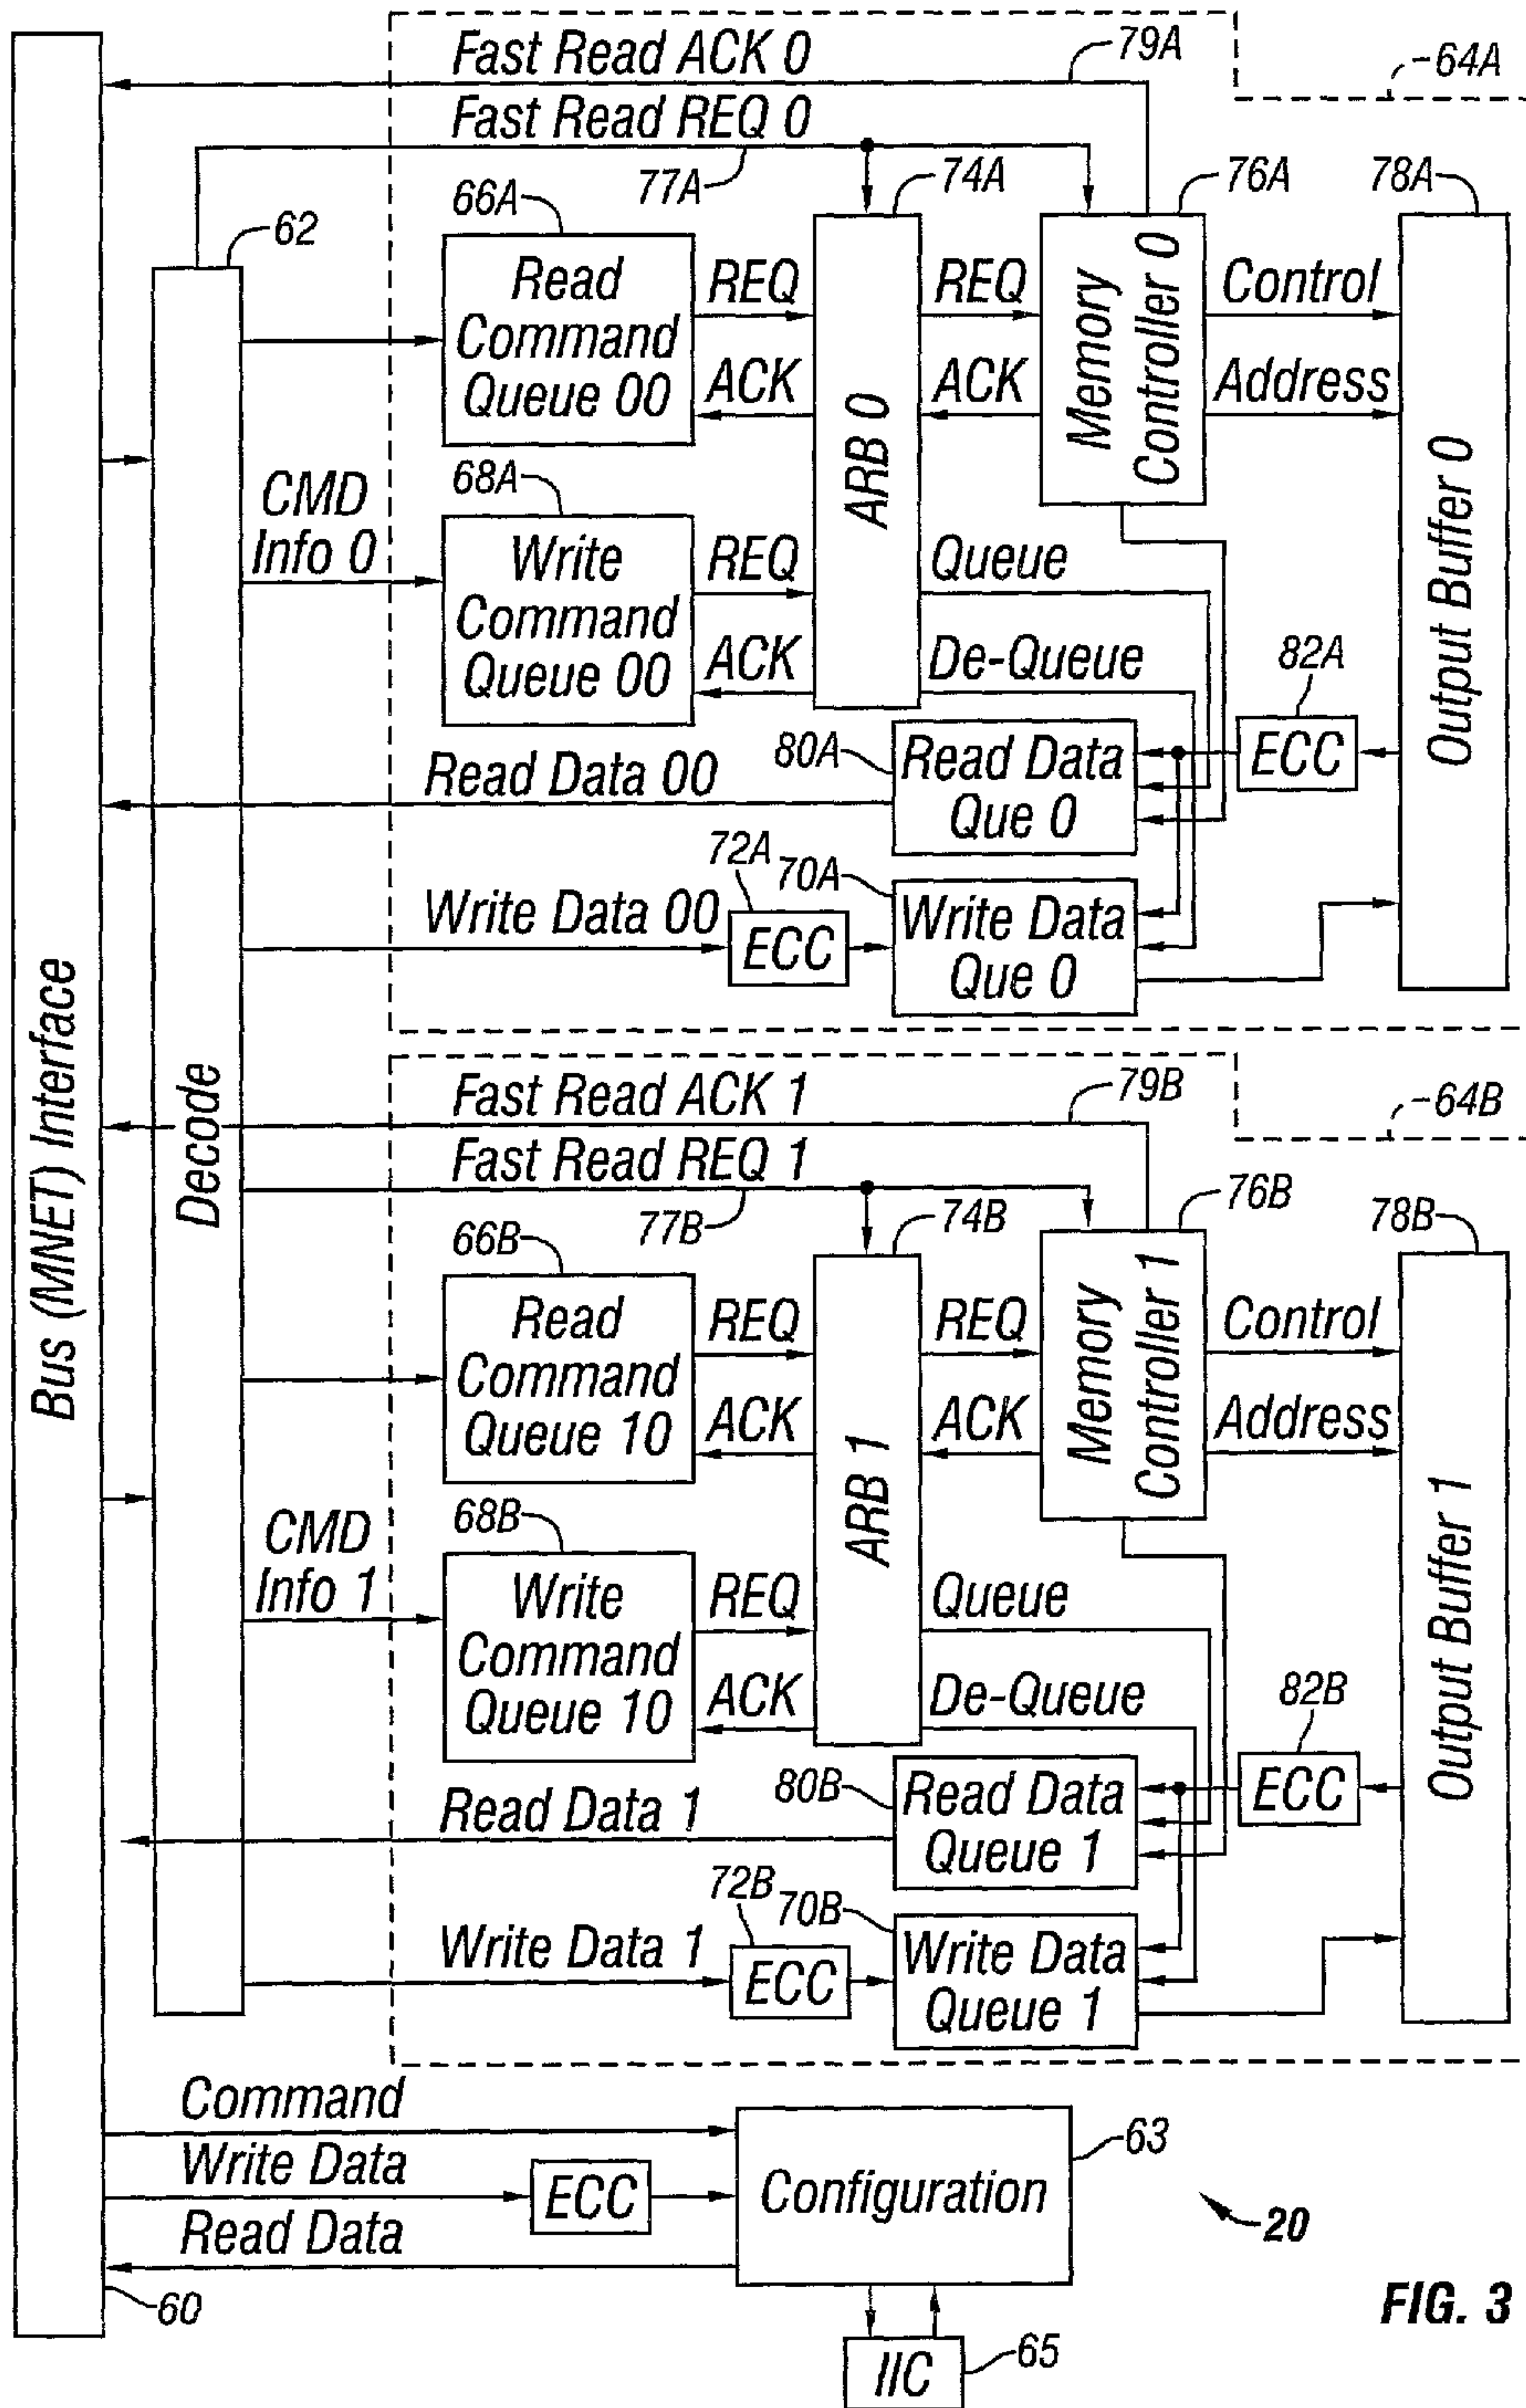 Fast Read ACK 0
79A
64A
Fast Read REQ 0
77A
74A
76A
78A
66A
62
Read
Command
Queue 00
REQ
ACK
ARB 0
REQ
ACK
Memory
Controller 0
Control
Address
Output Buffer 0
CMD
Info 0
68A
Write
Command
Queue 00
REQ
ACK
Queue
De-Queue
82A
ECC
80A
Read Data
Que 0
Read Data 00
72A
70A
Write Data 00
ECC
Write Data
Que 0
Bus (MNET) Interface
Decode
Fast Read ACK 1
79B
64B
Fast Read REQ 1
77B
74B
76B
78B
66B
Read
Command
Queue 10
REQ
ACK
ARB 1
REQ
ACK
Memory
Controller 1
Control
Address
Output Buffer 1
CMD
Info 1
68B
Write
Command
Queue 10
REQ
ACK
Queue
De-Queue
82B
ECC
80B
Read Data
Queue 1
Read Data 1
72B
70B
Write Data 1
ECC
Write Data
Queue 1
Command
Write Data
ECC
Read Data
Configuration
63
20
60
IIC
65
FIG. 3